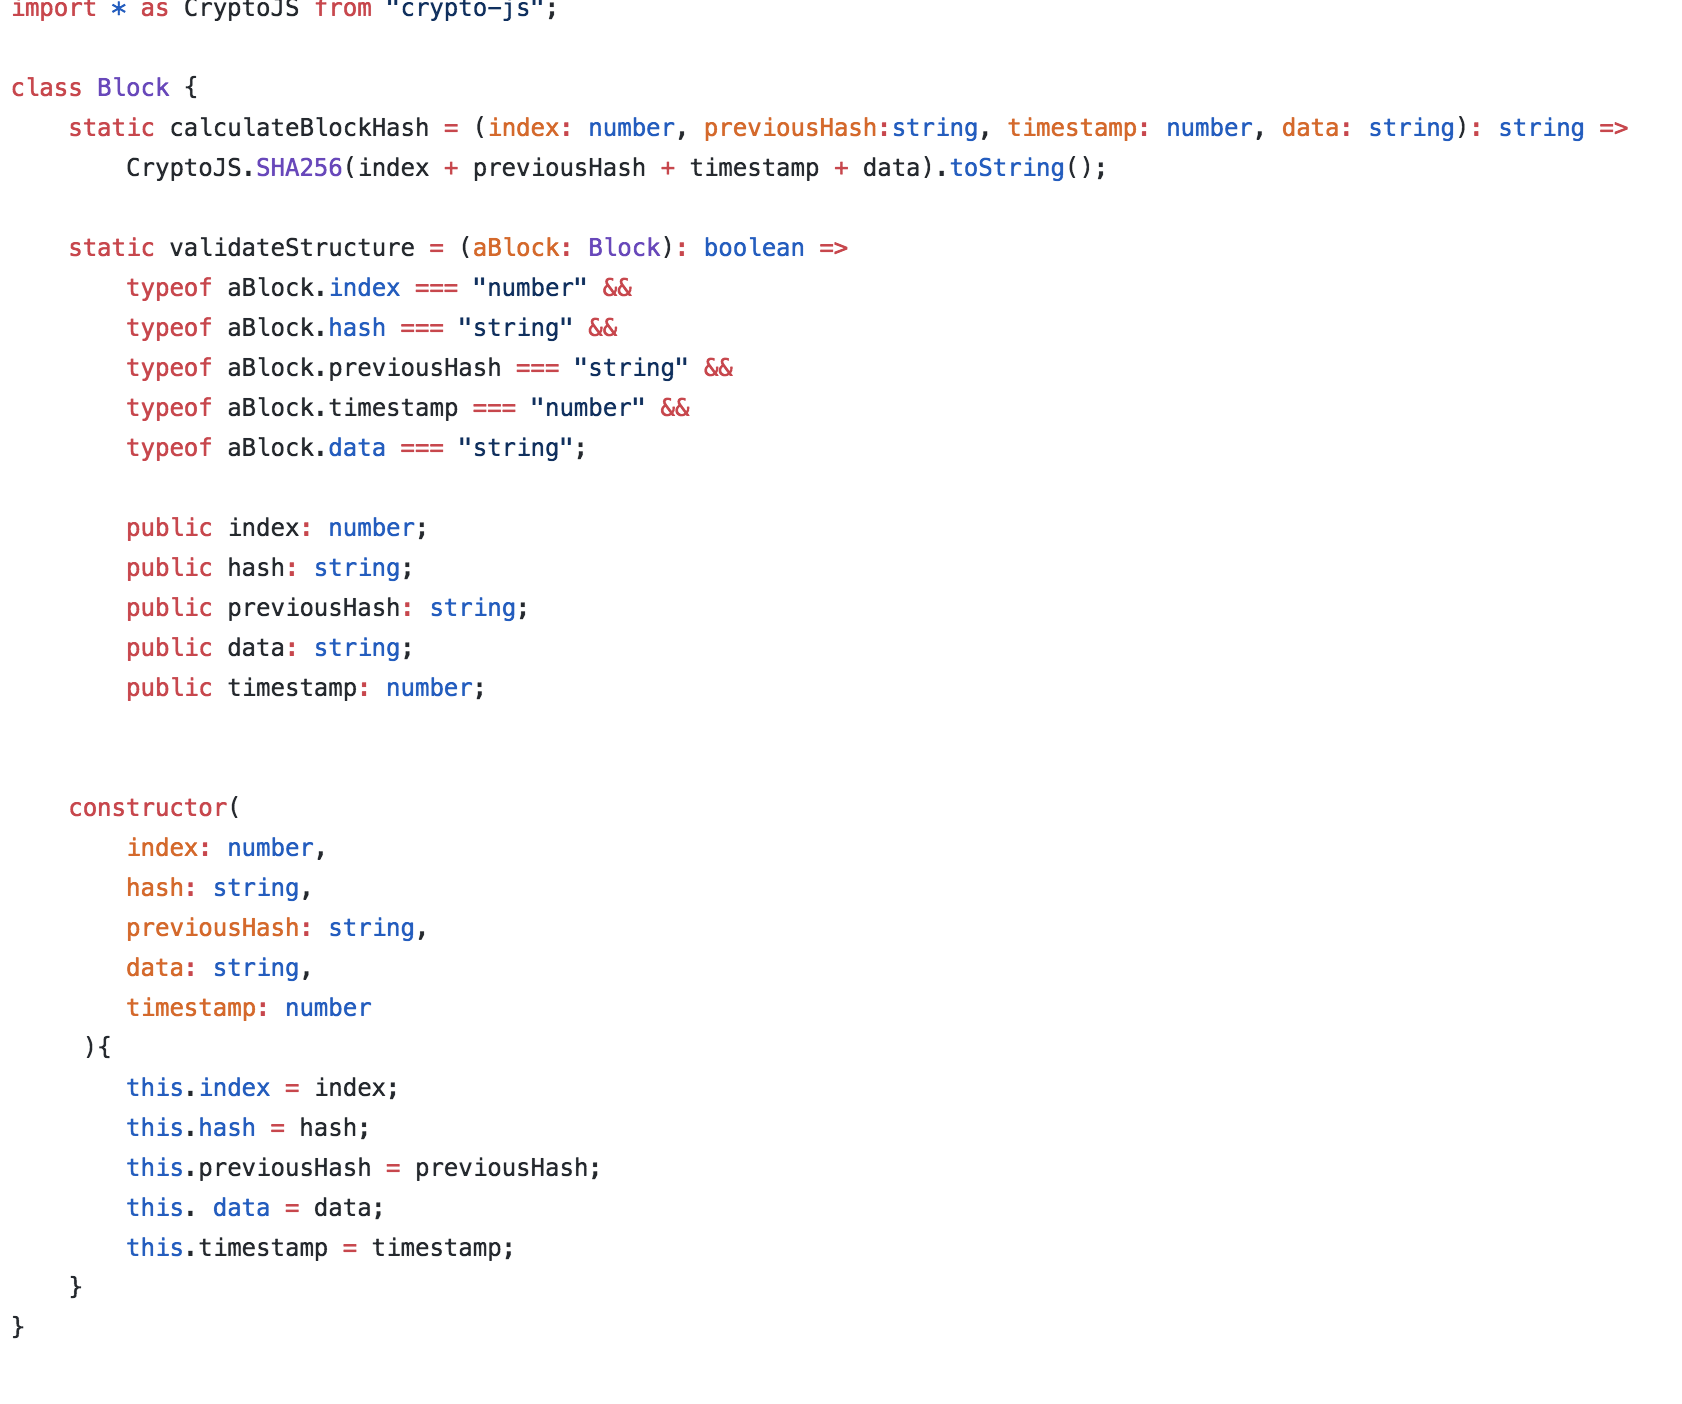 import * as CryptoJS from "crypto-js";
class Block {
    static calculateBlockHash = (index: number, previousHash:string, timestamp: number, data: string): string =>
        CryptoJS.SHA256(index + previousHash + timestamp + data).toString();
    static validateStructure = (aBlock: Block): boolean =>
        typeof aBlock.index === "number" &&
        typeof aBlock.hash === "string" &&
        typeof aBlock.previousHash === "string" &&
        typeof aBlock.timestamp === "number" &&
        typeof aBlock.data === "string";
        public index: number;
        public hash: string;
        public previousHash: string;
        public data: string;
        public timestamp: number;
    constructor(
        index: number,
        hash: string,
        previousHash: string,
        data: string,
        timestamp: number
     ){
        this.index = index;
        this.hash = hash;
        this.previousHash = previousHash;
        this. data = data;
        this.timestamp = timestamp;
    }
}